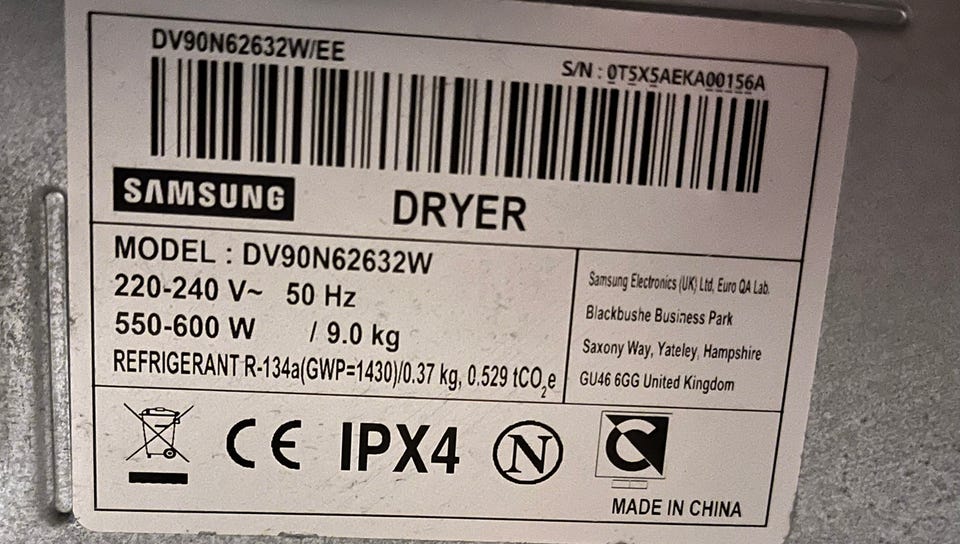 DV90N62632W/EE
S/N : 0T5X5AEKA00156A
SAMSUNG
DRYER
MODEL : DV90N62632W
220-240 V~ 50 Hz
550-600 W / 9.0 kg
REFRIGERANT R-134a(GWP=1430)/0.37 kg, 0.529 tCO₂e
Samsung Electronics (UK) Ltd, Euro QA Lab.
Blackbushe Business Park
Saxony Way, Yateley, Hampshire
GU46 6GG United Kingdom
CE IPX4 N
MADE IN CHINA